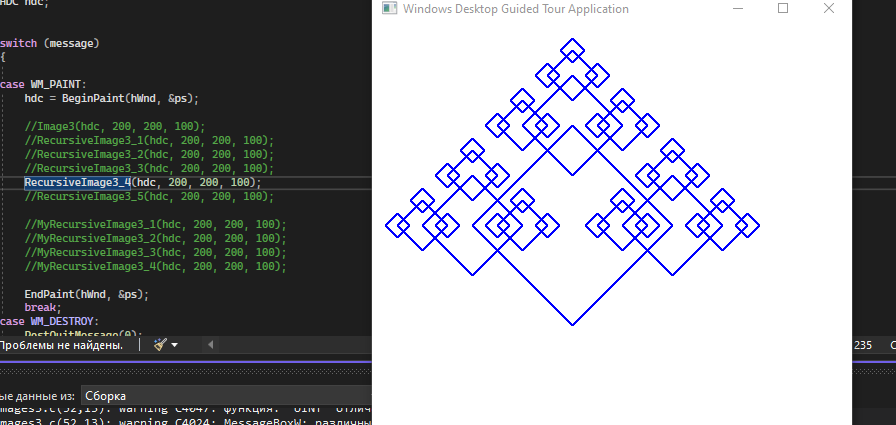 HDC hdc;
Windows Desktop Guided Tour Application
switch (message)
{
case WM_PAINT:
hdc = BeginPaint(hWnd, &ps);
//Image3(hdc, 200, 200, 100);
//RecursiveImage3_1(hdc, 200, 200, 100);
//RecursiveImage3_2(hdc, 200, 200, 100);
//RecursiveImage3_3(hdc, 200, 200, 100);
RecursiveImage3_4(hdc, 200, 200, 100);
//RecursiveImage3_5(hdc, 200, 200, 100);
//MyRecursiveImage3_1(hdc, 200, 200, 100);
//MyRecursiveImage3_2(hdc, 200, 200, 100);
//MyRecursiveImage3_3(hdc, 200, 200, 100);
//MyRecursiveImage3_4(hdc, 200, 200, 100);
EndPaint(hWnd, &ps);
break;
case WM_DESTROY:
PostQuitMessage(0);
Проблемы не найдены.
235 С
ые данные из: Сборка
mages3.c(52,13): warning C4047: функция: "UINT" отлич
mages3.c(52,13): warning C4024: MessageBoxW: различны